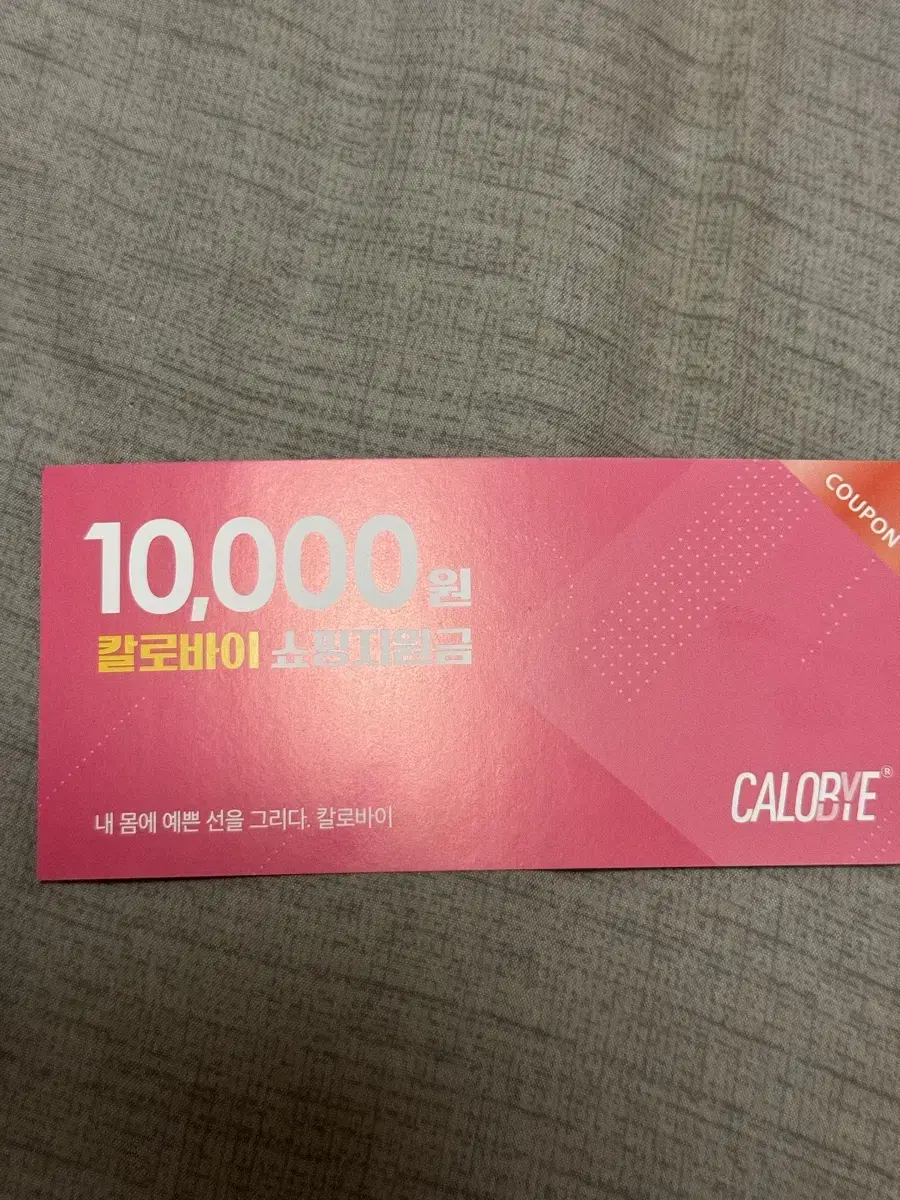 COUPON
10,000원
칼로바이 쇼핑지원금
내 몸에 예쁜 선을 그리다. 칼로바이
CALOBYE®